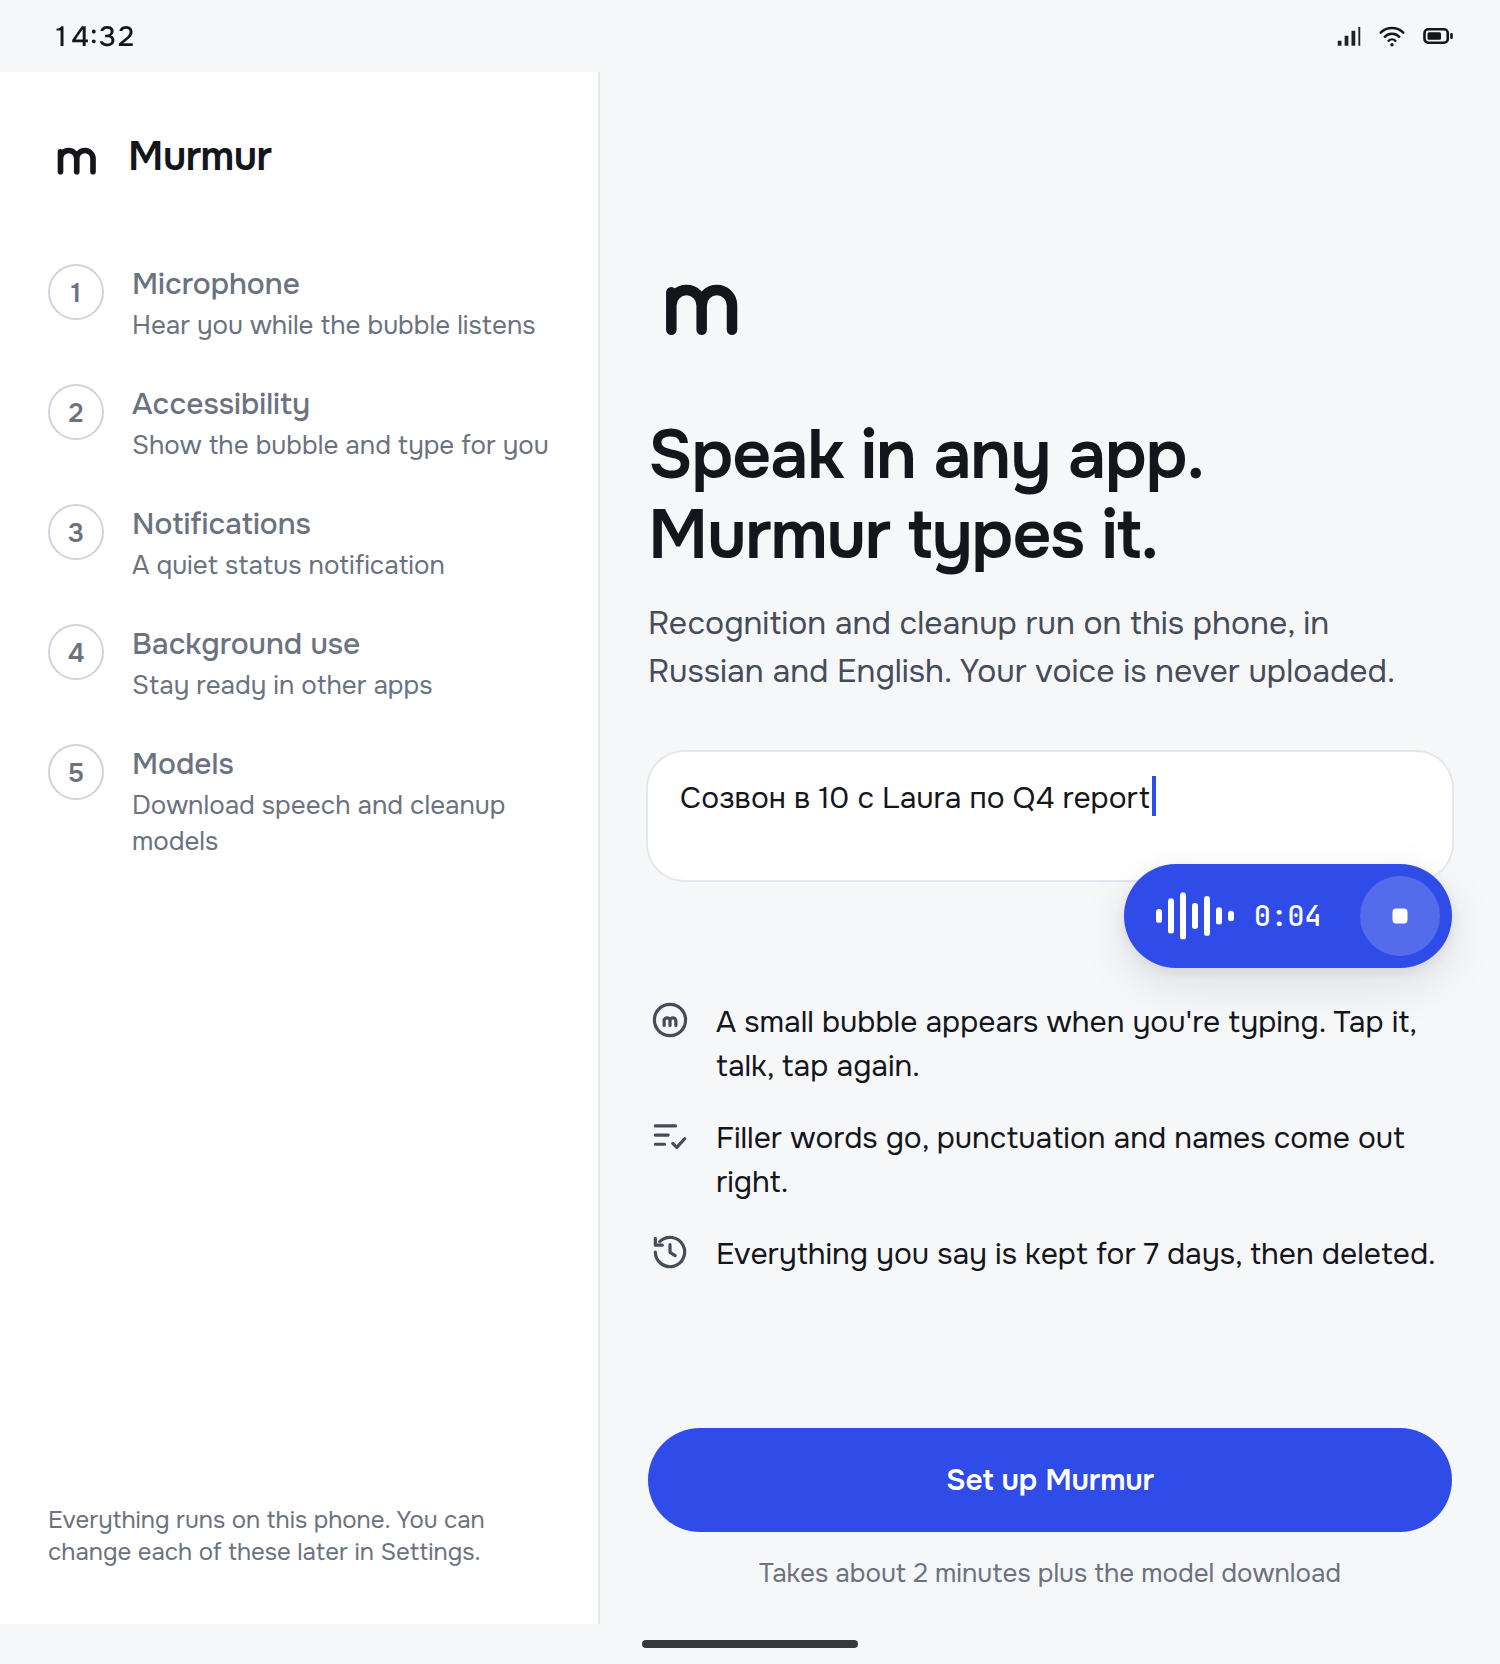 14:32
m Murmur
1 Microphone
Hear you while the bubble listens
2 Accessibility
Show the bubble and type for you
3 Notifications
A quiet status notification
4 Background use
Stay ready in other apps
5 Models
Download speech and cleanup
models
Everything runs on this phone. You can
change each of these later in Settings.
m
Speak in any app.
Murmur types it.
Recognition and cleanup run on this phone, in
Russian and English. Your voice is never uploaded.
Созвон в 10 с Laura по Q4 report
0:04
m A small bubble appears when you're typing. Tap it,
talk, tap again.
Filler words go, punctuation and names come out
right.
Everything you say is kept for 7 days, then deleted.
Set up Murmur
Takes about 2 minutes plus the model download